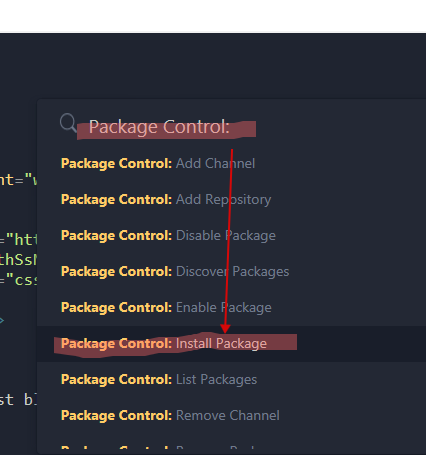 Package Control:
Package Control: Add Channel
nt="w
Package Control: Add Repository
Package Control: Disable Package
="htt
thSsM
Package Control: Discover Packages
="css
Package Control: Enable Package
>
Package Control: Install Package
Package Control: List Packages
st bl
Package Control: Remove Channel